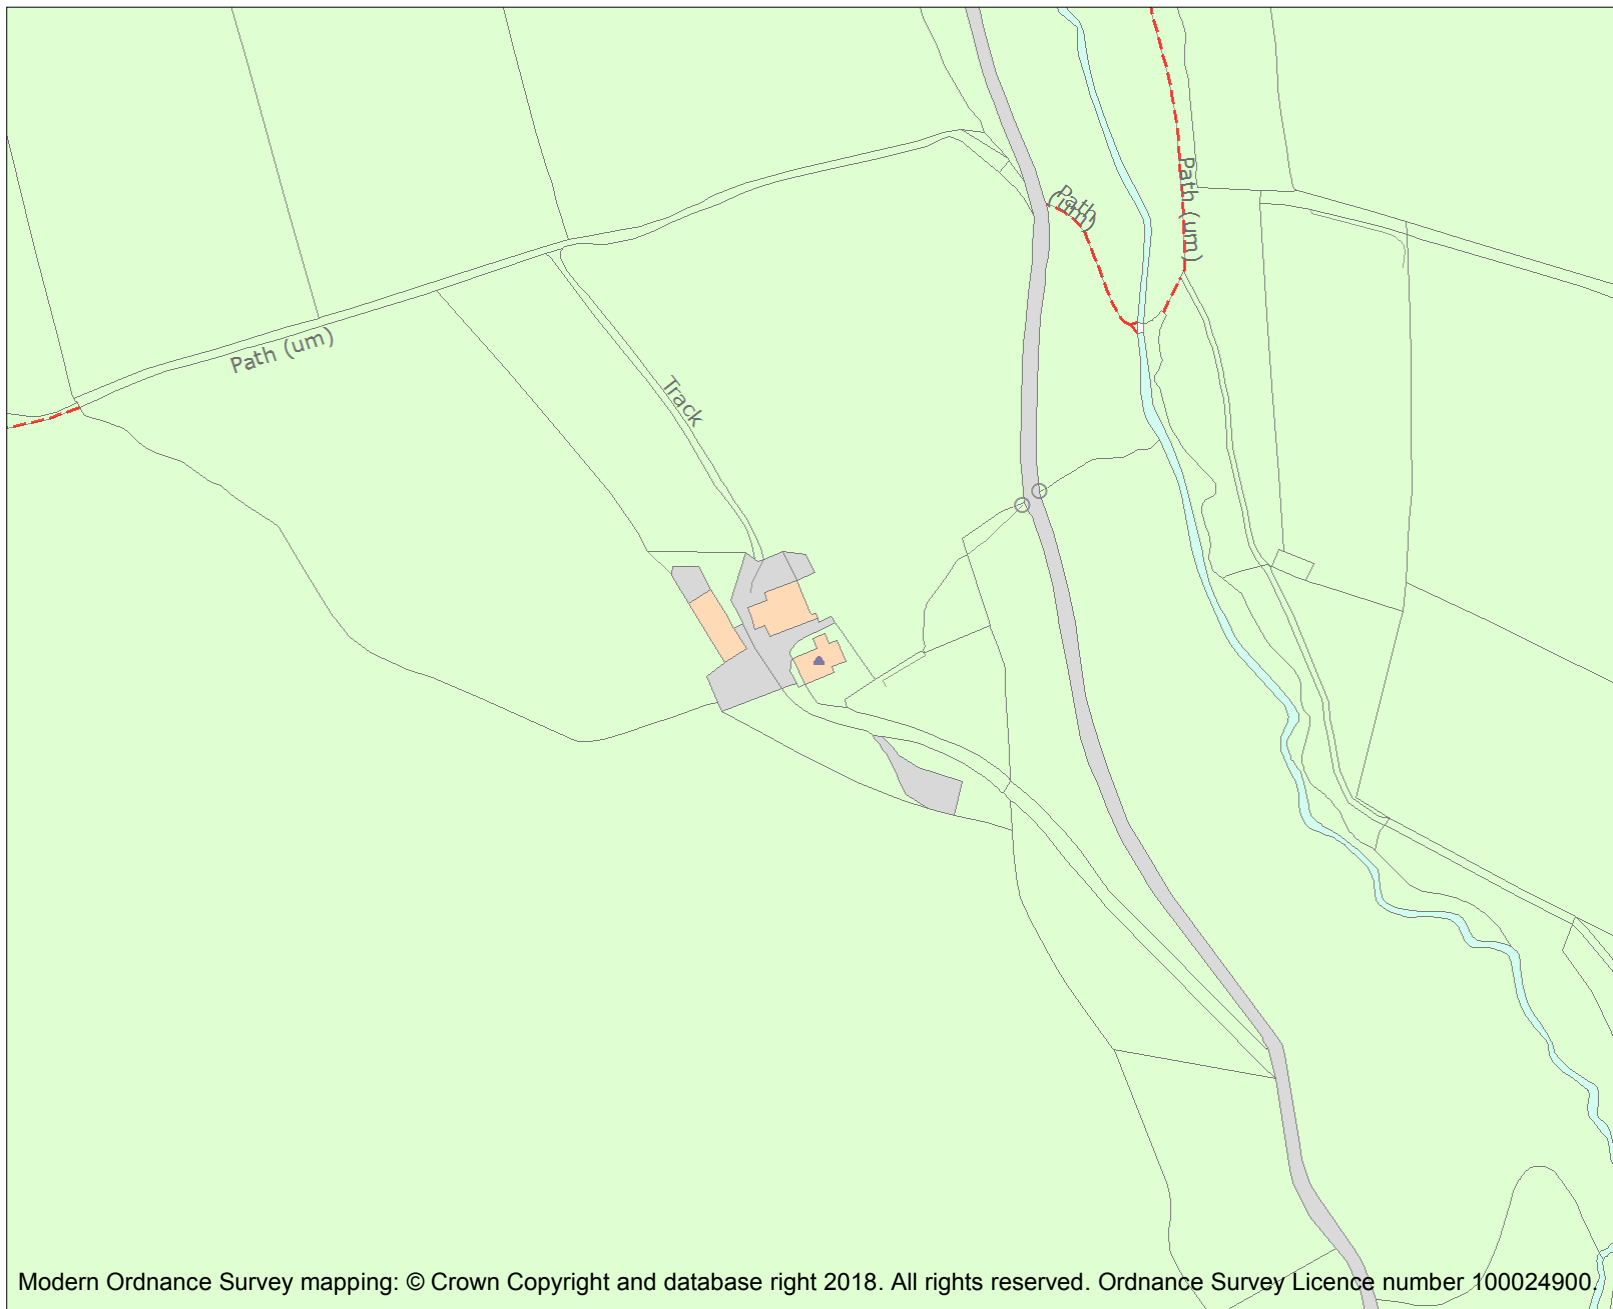 Path
(um)
Path (um)
Path (um)
Track
Modern Ordnance Survey mapping: © Crown Copyright and database right 2018. All rights reserved. Ordnance Survey Licence number 100024900.